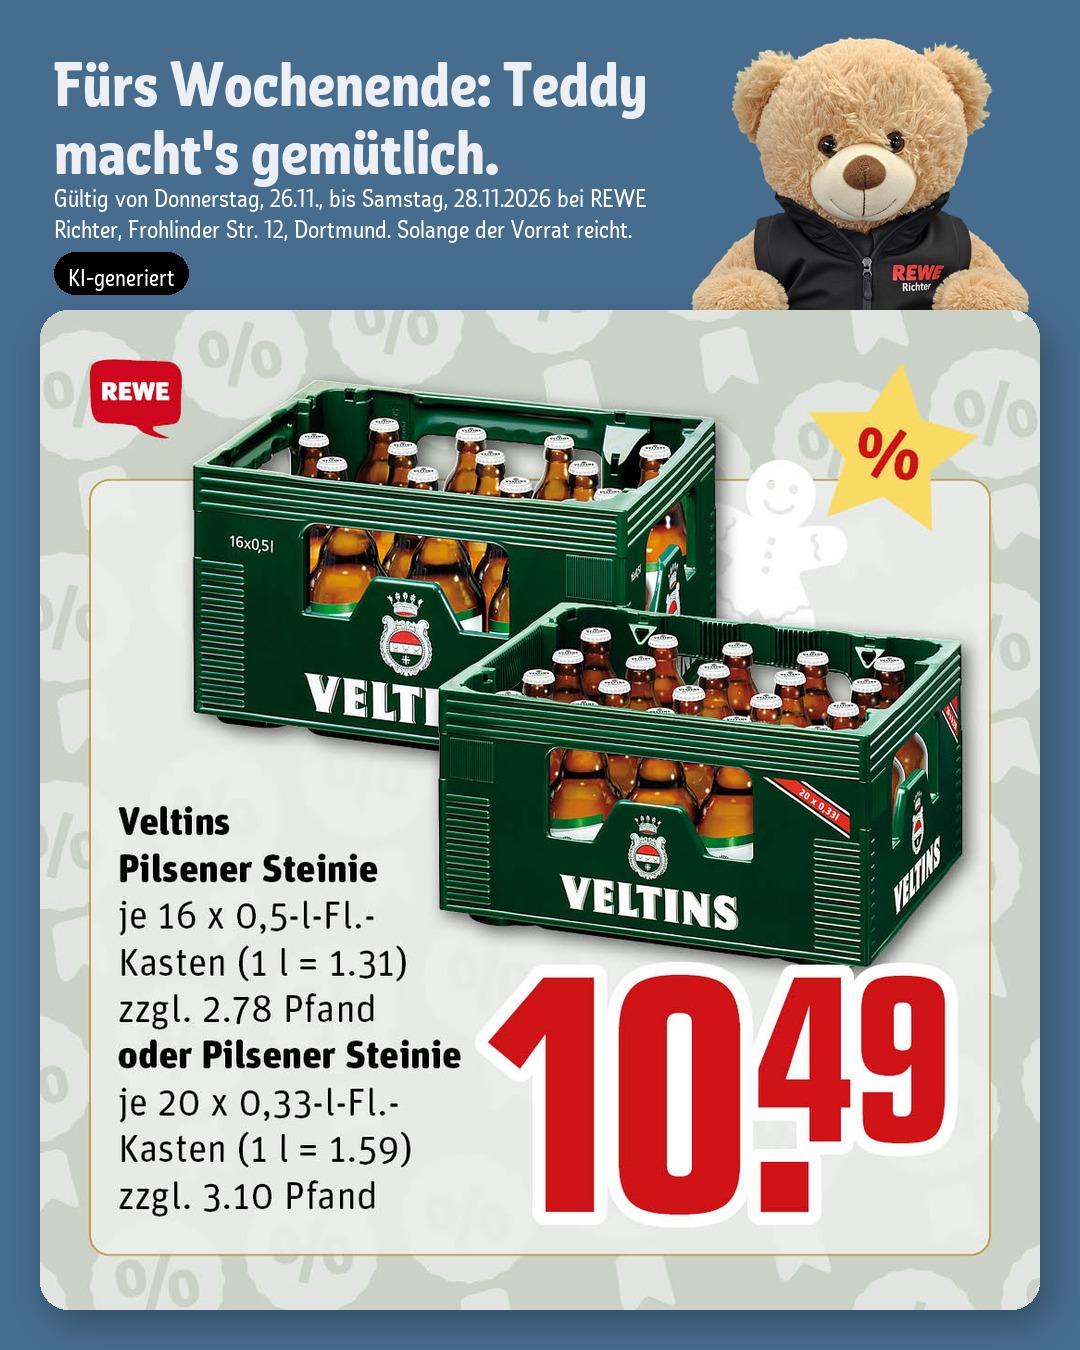 Fürs Wochenende: Teddy
macht's gemütlich.
Gültig von Donnerstag, 26.11., bis Samstag, 28.11.2026 bei REWE
Richter, Frohlinder Str. 12, Dortmund. Solange der Vorrat reicht.
KI-generiert
REWE
Richter
REWE
%
16x0,5l
VELTI
20 x 0,33l
VELTINS
VELTINS
Veltins
Pilsener Steinie
je 16 x 0,5-l-Fl.-
Kasten (1 l = 1.31)
zzgl. 2.78 Pfand
oder Pilsener Steinie
je 20 x 0,33-l-Fl.-
Kasten (1 l = 1.59)
zzgl. 3.10 Pfand
10.49